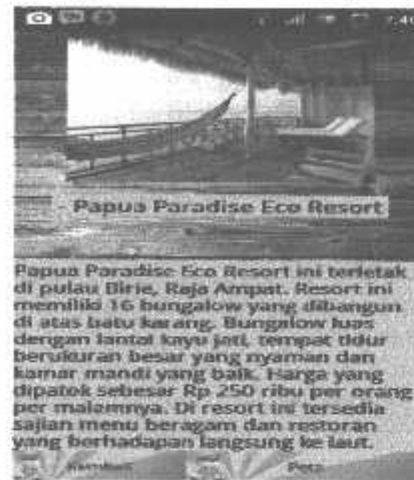 - Papua Paradise Eco Resort
Papua Paradise Eco Resort ini terletak
di pulau Birie, Raja Ampat. Resort ini
memiliki 16 bungalow yang dibangun
di atas batu karang. Bungalow luas
dengan lantai kayu jati, tempat tidur
berukuran besar yang nyaman dan
kamar mandi yang baik. Harga yang
dipatok sebesar Rp 250 ribu per orang
per malamnya. Di resort ini tersedia
sajian menu beragam dan restoran
yang berhadapan langsung ke laut.
Kembali
Peta